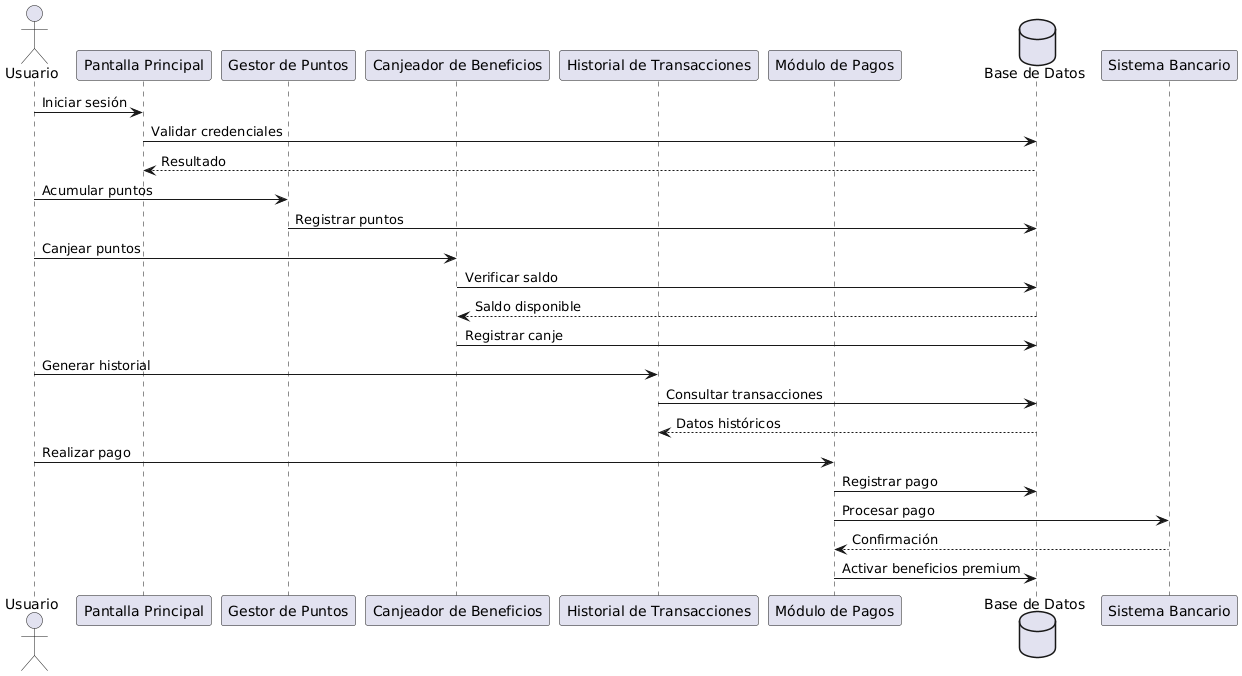 Usuario
Pantalla Principal
Gestor de Puntos
Canjeador de Beneficios
Historial de Transacciones
Módulo de Pagos
Base de Datos
Sistema Bancario
Iniciar sesión
Validar credenciales
Resultado
Acumular puntos
Registrar puntos
Canjear puntos
Verificar saldo
Saldo disponible
Registrar canje
Generar historial
Consultar transacciones
Datos históricos
Realizar pago
Registrar pago
Procesar pago
Confirmación
Activar beneficios premium
Usuario
Pantalla Principal
Gestor de Puntos
Canjeador de Beneficios
Historial de Transacciones
Módulo de Pagos
Base de Datos
Sistema Bancario